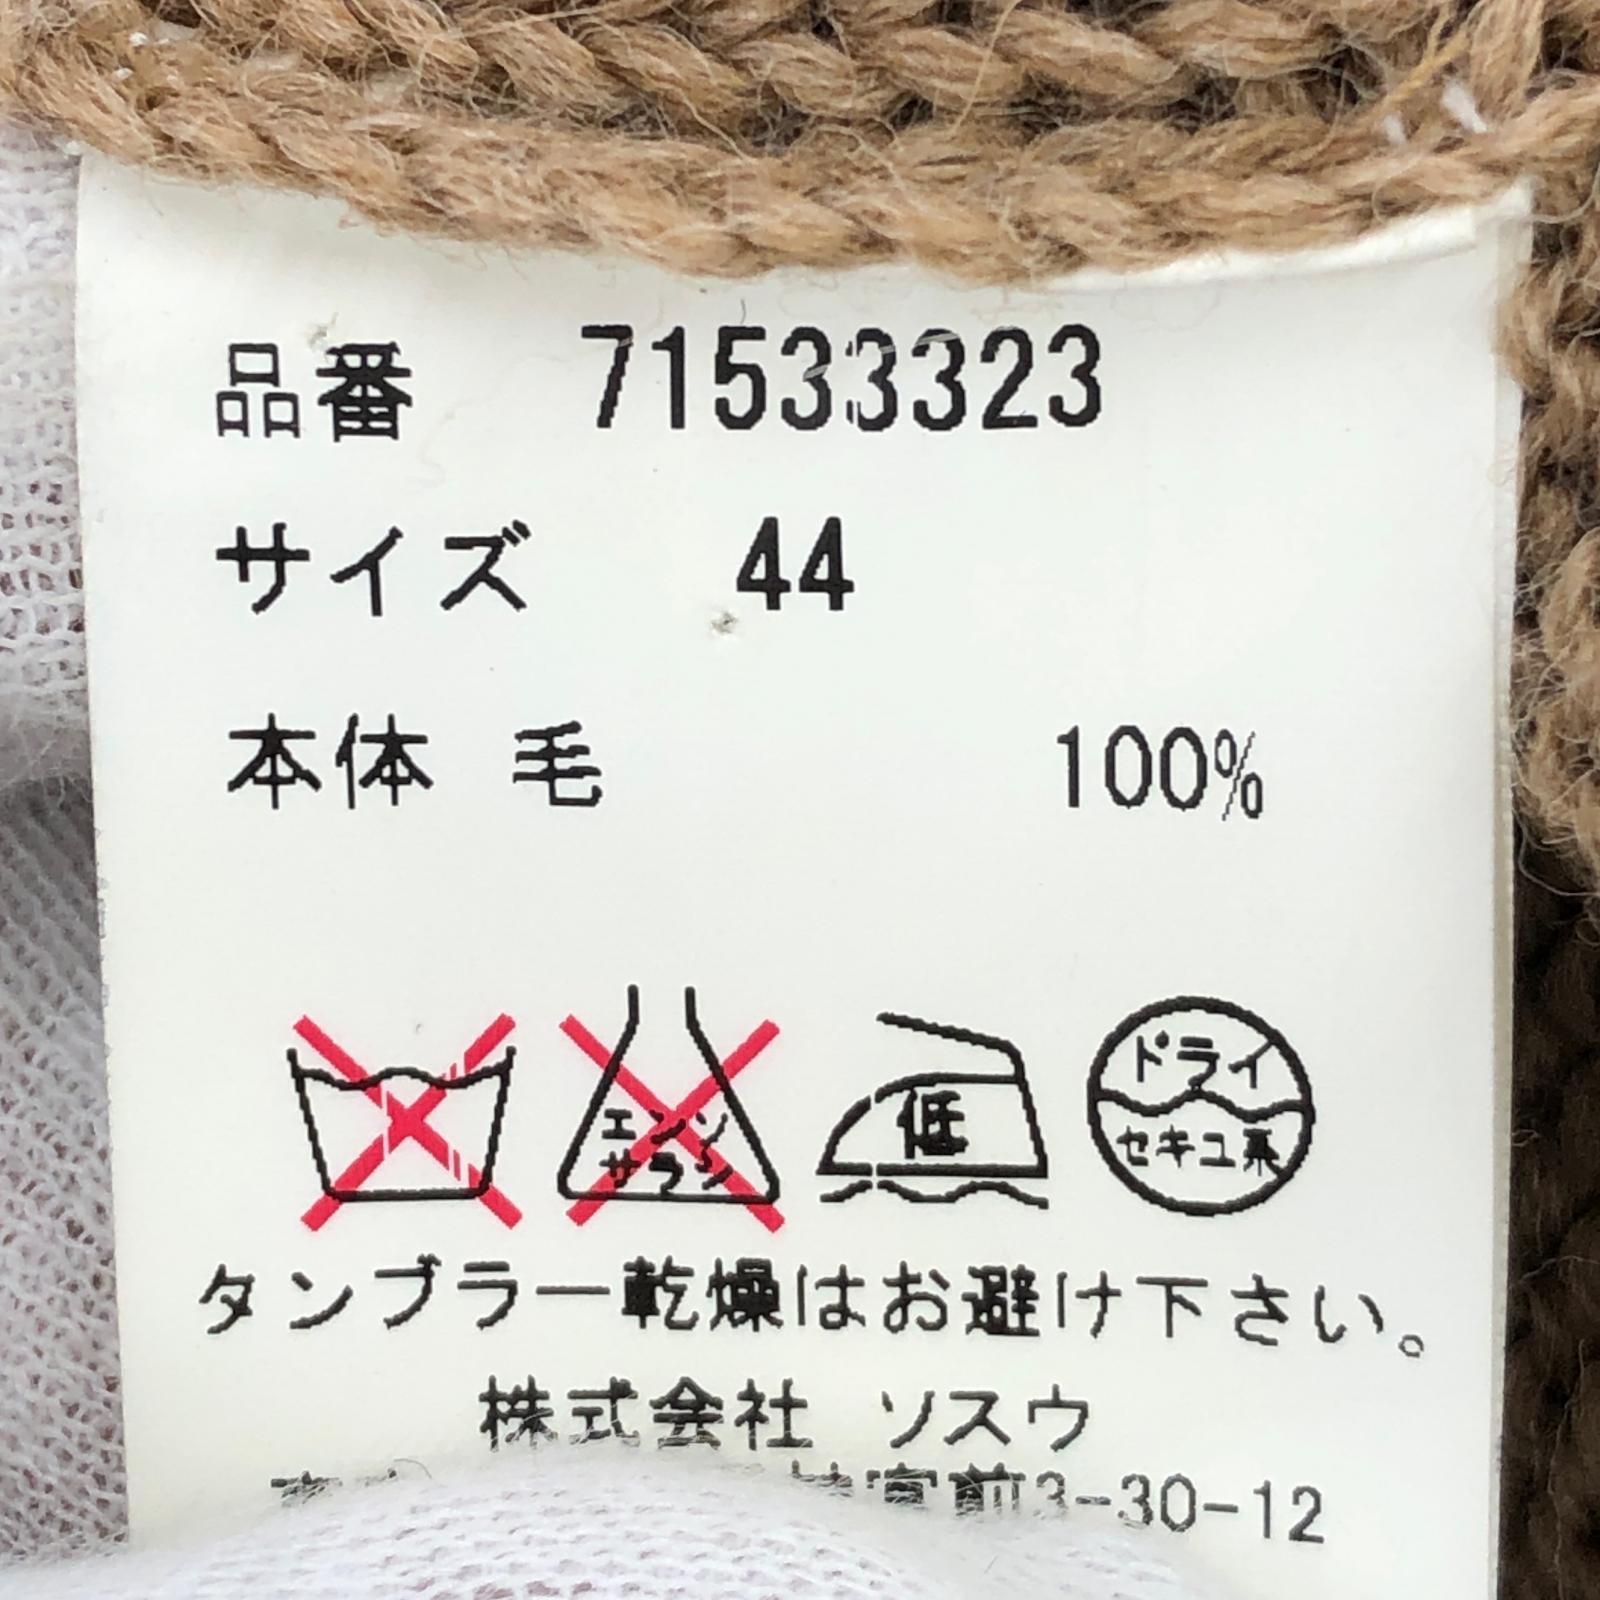 品番 71533323
サイズ 44
本体 毛 100%
エンソ
サラシ
低
ドライ
セキユ系
タンブラー乾燥はお避け下さい。
株式会社 ソスウ
宮前3-30-12